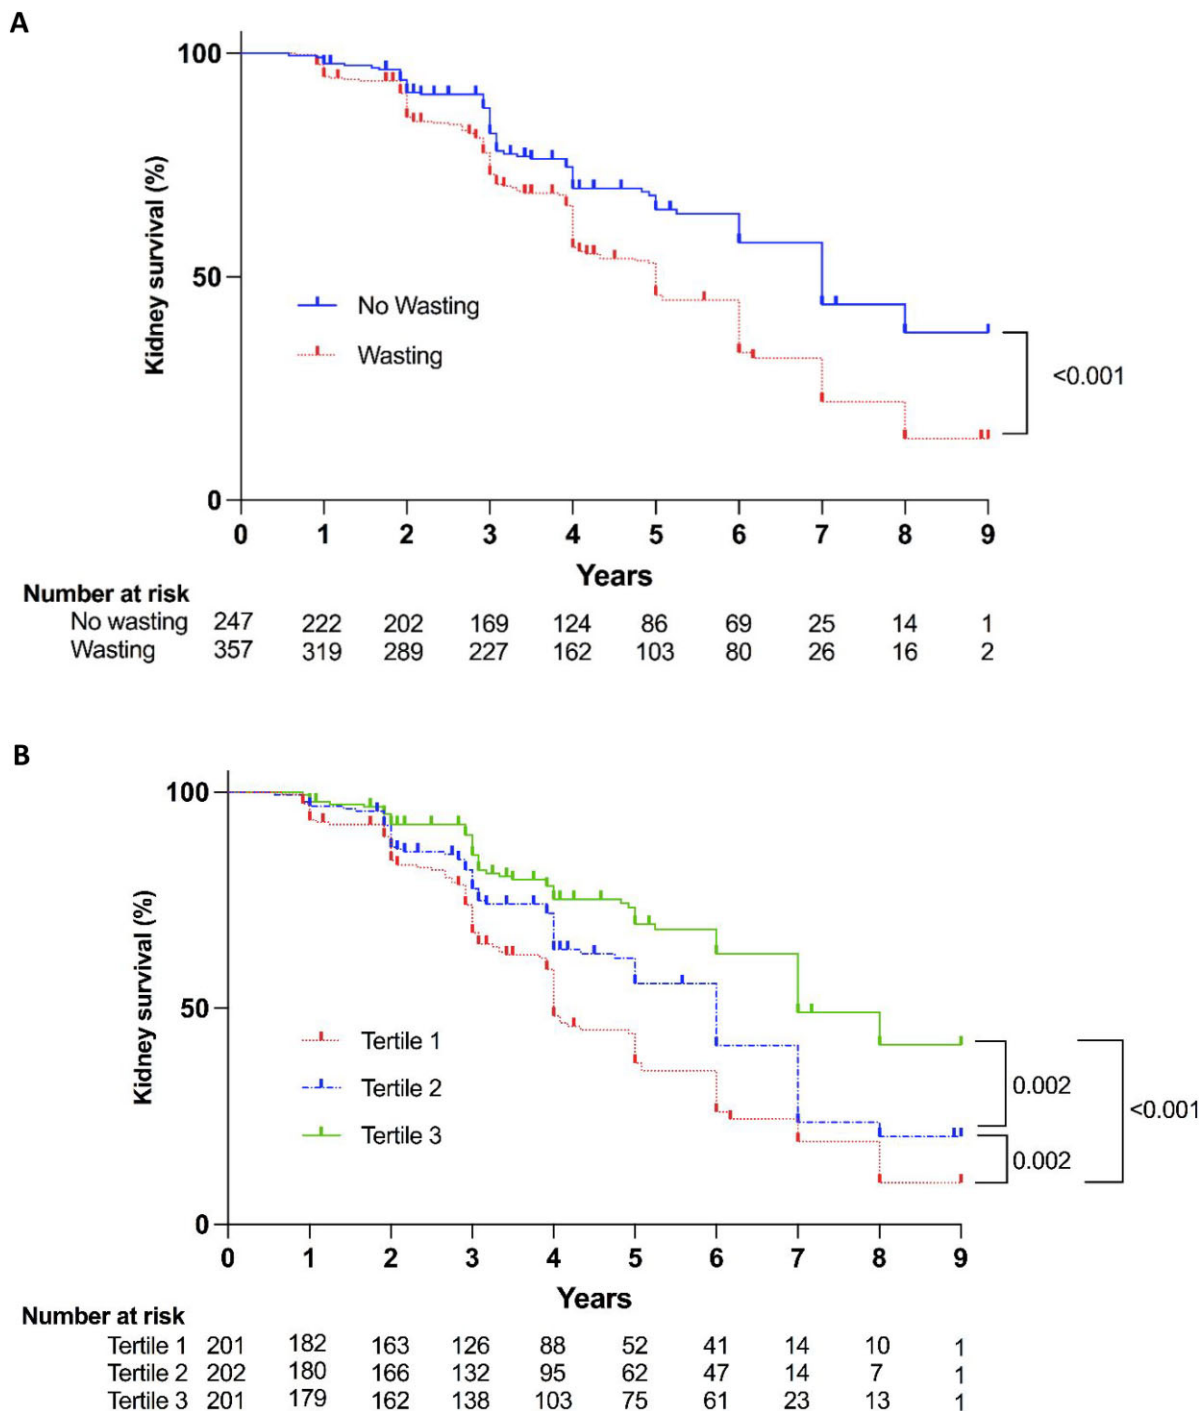 A
Kidney survival (%)
100
50
0
No Wasting
Wasting
<0.001
0 1 2 3 4 5 6 7 8 9
Years
Number at risk
No wasting 247 222 202 169 124 86 69 25 14 1
Wasting 357 319 289 227 162 103 80 26 16 2
B
Kidney survival (%)
100
50
0
Tertile 1
Tertile 2
Tertile 3
0.002
<0.001
0.002
0 1 2 3 4 5 6 7 8 9
Years
Number at risk
Tertile 1 201 182 163 126 88 52 41 14 10 1
Tertile 2 202 180 166 132 95 62 47 14 7 1
Tertile 3 201 179 162 138 103 75 61 23 13 1